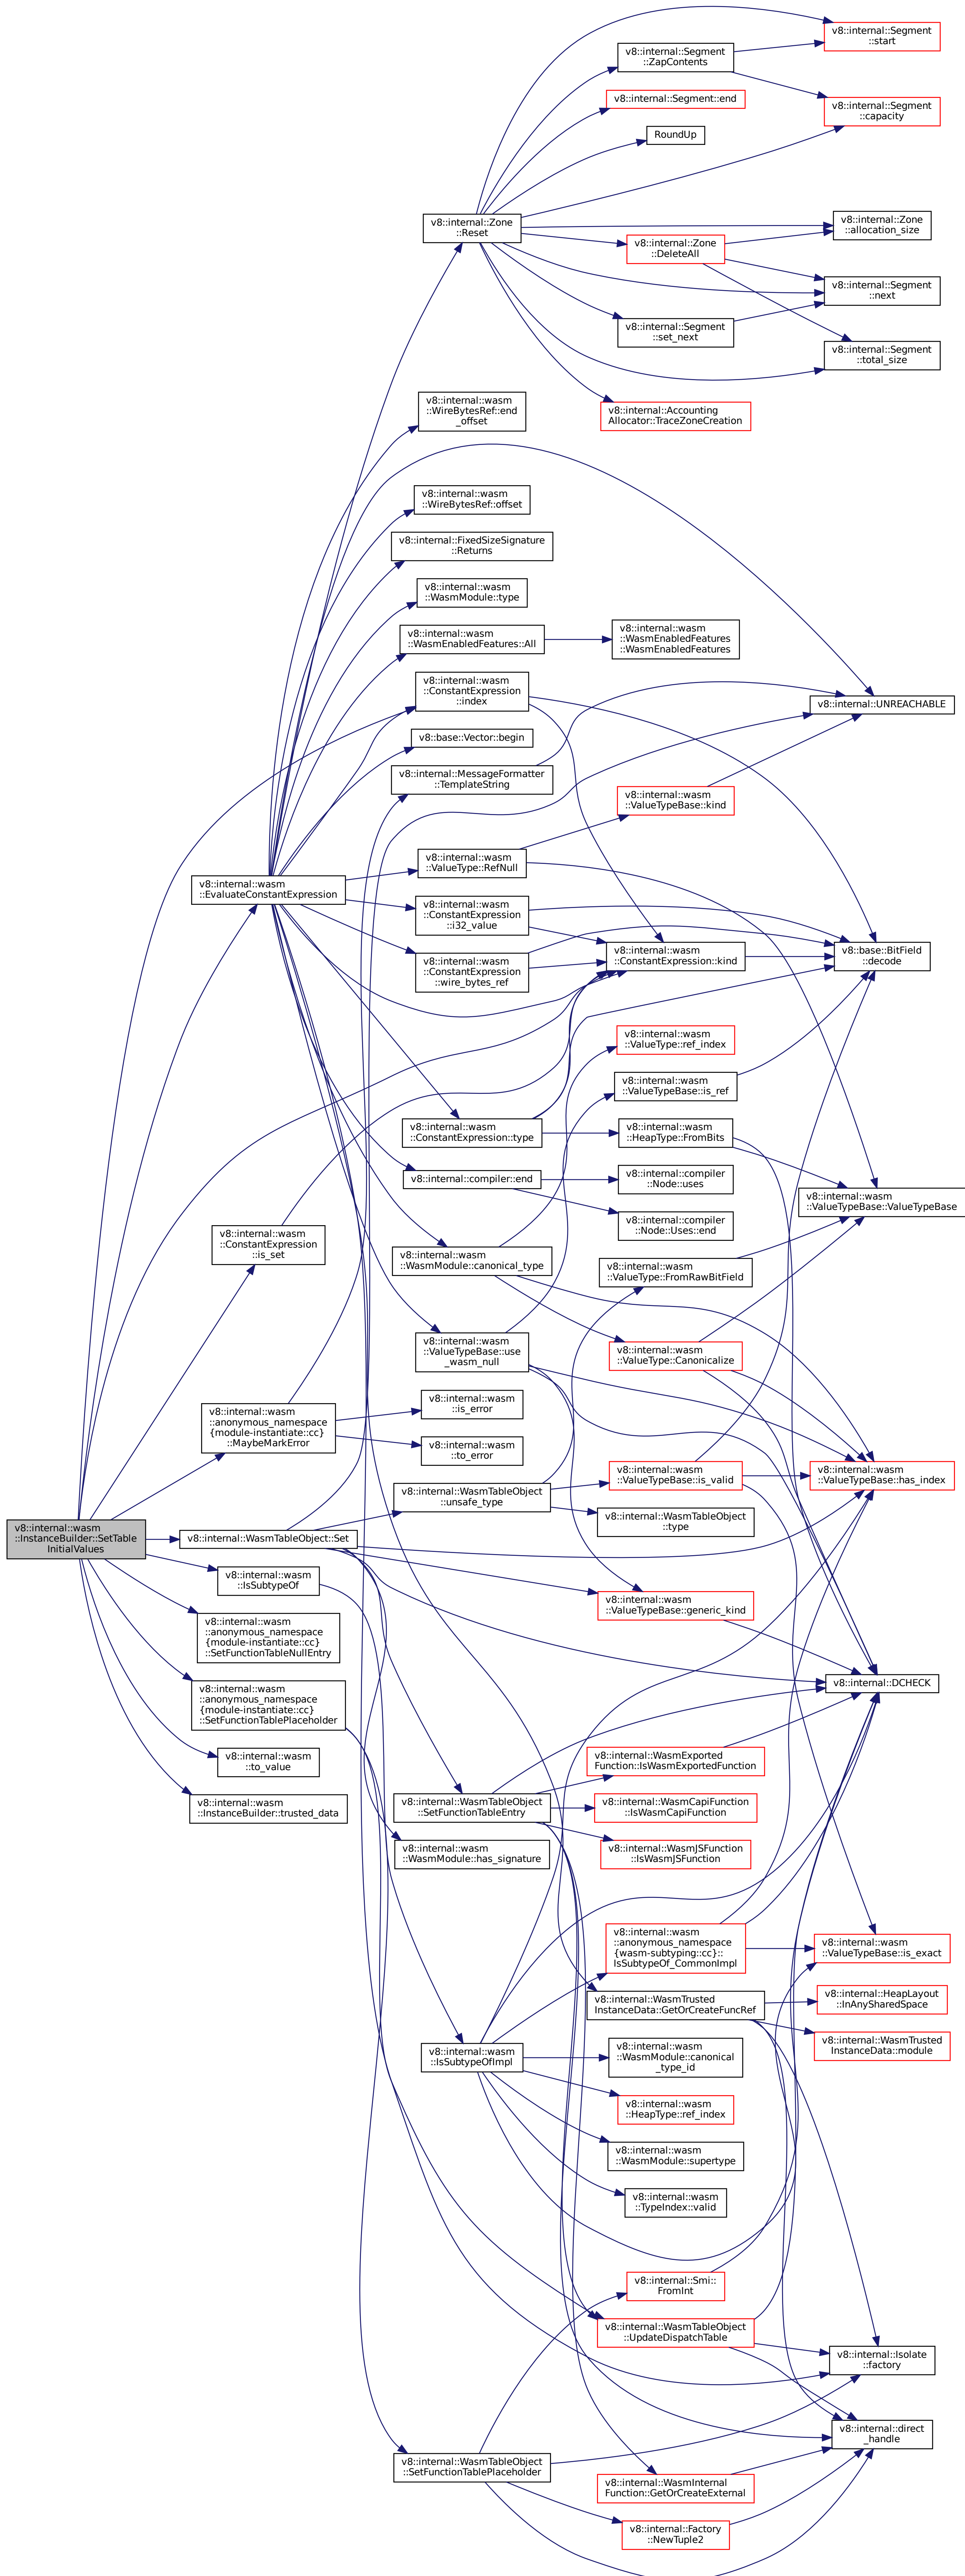 v8::internal::Segment
::start
v8::internal::Segment
::ZapContents
v8::internal::Segment::end
v8::internal::Segment
::capacity
RoundUp
v8::internal::Zone
::Reset
v8::internal::Zone
::allocation_size
v8::internal::Zone
::DeleteAll
v8::internal::Segment
::next
v8::internal::Segment
::set_next
v8::internal::Segment
::total_size
v8::internal::Accounting
Allocator::TraceZoneCreation
v8::internal::wasm
::WireBytesRef::end
_offset
v8::internal::wasm
::WireBytesRef::offset
v8::internal::FixedSizeSignature
::Returns
v8::internal::wasm
::WasmModule::type
v8::internal::wasm
::WasmEnabledFeatures::All
v8::internal::wasm
::WasmEnabledFeatures
::WasmEnabledFeatures
v8::internal::wasm
::ConstantExpression
::index
v8::internal::UNREACHABLE
v8::base::Vector::begin
v8::internal::MessageFormatter
::TemplateString
v8::internal::wasm
::ValueTypeBase::kind
v8::internal::wasm
::EvaluateConstantExpression
v8::internal::wasm
::ValueType::RefNull
v8::internal::wasm
::ConstantExpression
::i32_value
v8::internal::wasm
::ConstantExpression::kind
v8::base::BitField
::decode
v8::internal::wasm
::ConstantExpression
::wire_bytes_ref
v8::internal::wasm
::ValueType::ref_index
v8::internal::wasm
::ValueTypeBase::is_ref
v8::internal::wasm
::ConstantExpression::type
v8::internal::wasm
::HeapType::FromBits
v8::internal::compiler::end
v8::internal::compiler
::Node::uses
v8::internal::wasm
::ValueTypeBase::ValueTypeBase
v8::internal::compiler
::Node::Uses::end
v8::internal::wasm
::ConstantExpression
::is_set
v8::internal::wasm
::WasmModule::canonical_type
v8::internal::wasm
::ValueType::FromRawBitField
v8::internal::wasm
::ValueTypeBase::use
_wasm_null
v8::internal::wasm
::ValueType::Canonicalize
v8::internal::wasm
::anonymous_namespace
{module-instantiate::cc}
::MaybeMarkError
v8::internal::wasm
::is_error
v8::internal::wasm
::to_error
v8::internal::WasmTableObject
::unsafe_type
v8::internal::wasm
::ValueTypeBase::is_valid
v8::internal::wasm
::ValueTypeBase::has_index
v8::internal::WasmTableObject
::type
v8::internal::wasm
::InstanceBuilder::SetTable
InitialValues
v8::internal::WasmTableObject::Set
v8::internal::wasm
::IsSubtypeOf
v8::internal::wasm
::ValueTypeBase::generic_kind
v8::internal::wasm
::anonymous_namespace
{module-instantiate::cc}
::SetFunctionTableNullEntry
v8::internal::wasm
::anonymous_namespace
{module-instantiate::cc}
::SetFunctionTablePlaceholder
v8::internal::DCHECK
v8::internal::wasm
::to_value
v8::internal::WasmExported
Function::IsWasmExportedFunction
v8::internal::wasm
::InstanceBuilder::trusted_data
v8::internal::WasmTableObject
::SetFunctionTableEntry
v8::internal::WasmCapiFunction
::IsWasmCapiFunction
v8::internal::wasm
::WasmModule::has_signature
v8::internal::WasmJSFunction
::IsWasmJSFunction
v8::internal::wasm
::anonymous_namespace
{wasm-subtyping::cc}::
IsSubtypeOf_CommonImpl
v8::internal::wasm
::ValueTypeBase::is_exact
v8::internal::WasmTrusted
InstanceData::GetOrCreateFuncRef
v8::internal::HeapLayout
::InAnySharedSpace
v8::internal::WasmTrusted
InstanceData::module
v8::internal::wasm
::IsSubtypeOfImpl
v8::internal::wasm
::WasmModule::canonical
_type_id
v8::internal::wasm
::HeapType::ref_index
v8::internal::wasm
::WasmModule::supertype
v8::internal::wasm
::TypeIndex::valid
v8::internal::Smi::
FromInt
v8::internal::WasmTableObject
::UpdateDispatchTable
v8::internal::Isolate
::factory
v8::internal::direct
_handle
v8::internal::WasmTableObject
::SetFunctionTablePlaceholder
v8::internal::WasmInternal
Function::GetOrCreateExternal
v8::internal::Factory
::NewTuple2